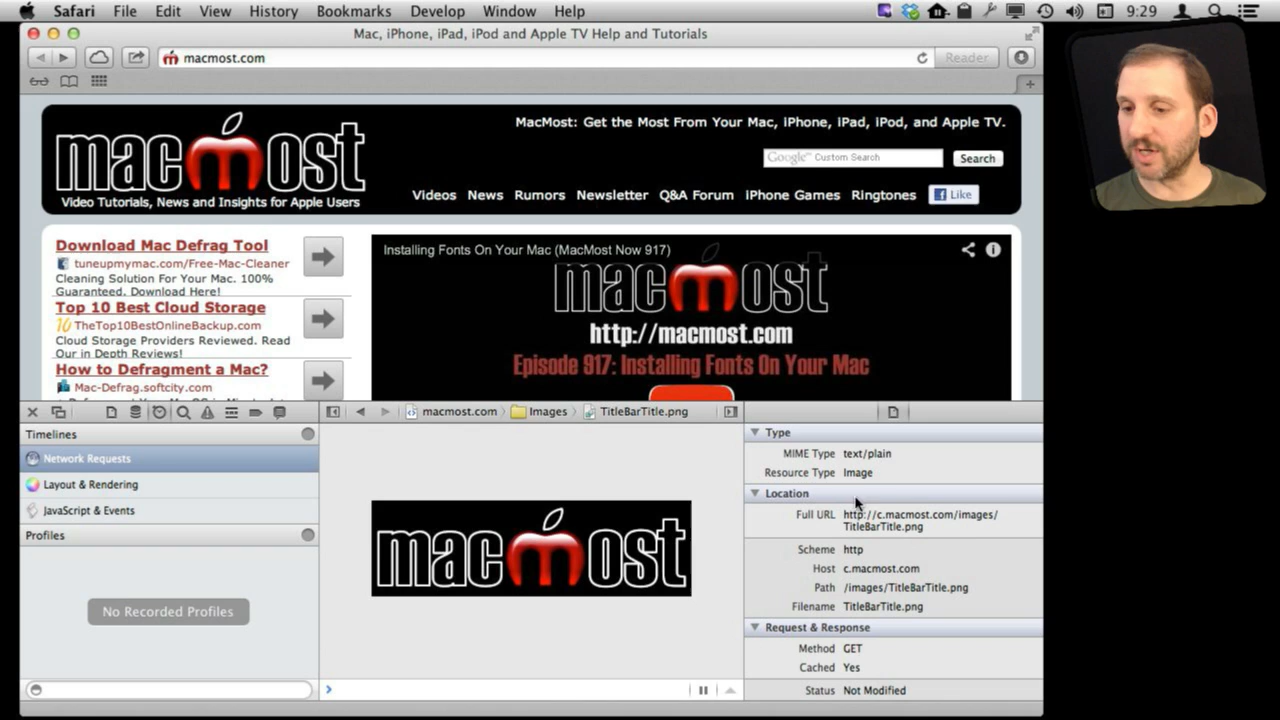 Safari File Edit View History Bookmarks Develop Window Help 9:29
Mac, iPhone, iPad, iPod and Apple TV Help and Tutorials
macmost.com
Reader
macmost
Video Tutorials, News and Insights for Apple Users
MacMost: Get the Most From Your Mac, iPhone, iPad, iPod, and Apple TV.
Google™ Custom Search Search
Videos News Rumors Newsletter Q&A Forum iPhone Games Ringtones Like
Download Mac Defrag Tool
tuneupmymac.com/Free-Mac-Cleaner
Cleaning Solution For Your Mac. 100%
Guaranteed. Download Here!
Top 10 Best Cloud Storage
10 TheTop10BestOnlineBackup.com
Cloud Storage Providers Reviewed. Read
Our in Depth Reviews!
How to Defragment a Mac?
Mac-Defrag.softcity.com
Installing Fonts On Your Mac (MacMost Now 917)
macmost
http://macmost.com
Episode 917: Installing Fonts On Your Mac
macmost.com Images TitleBarTitle.png
Timelines
Network Requests
Layout & Rendering
JavaScript & Events
Profiles
No Recorded Profiles
macmost
Type
MIME Type text/plain
Resource Type Image
Location
Full URL http://c.macmost.com/images/
TitleBarTitle.png
Scheme http
Host c.macmost.com
Path /images/TitleBarTitle.png
Filename TitleBarTitle.png
Request & Response
Method GET
Cached Yes
Status Not Modified